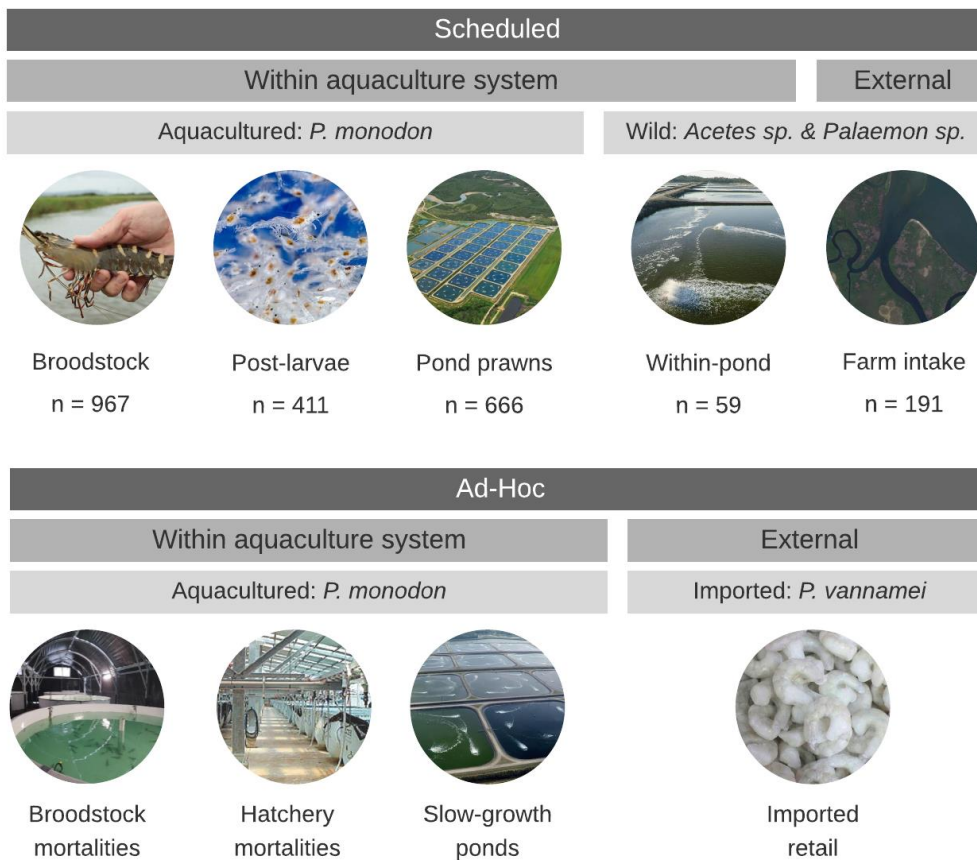 Scheduled
Within aquaculture system
External
Aquacultured: P. monodon
Wild: Acetes sp. & Palaemon sp.
Broodstock
Post-larvae
Pond prawns
Within-pond
Farm intake
n = 967
n = 411
n = 666
n = 59
n = 191
Ad-Hoc
Within aquaculture system
External
Aquacultured: P. monodon
Imported: P. vannamei
Broodstock
mortalities
Hatchery
mortalities
Slow-growth
ponds
Imported
retail